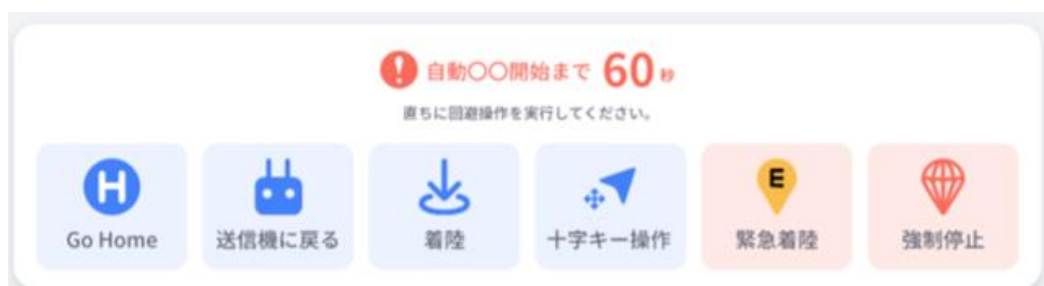 自動〇〇開始まで 60 秒
直ちに回避操作を実行してください。
H
E
Go Home 送信機に戻る 着陸 十字キー操作 緊急着陸 強制停止